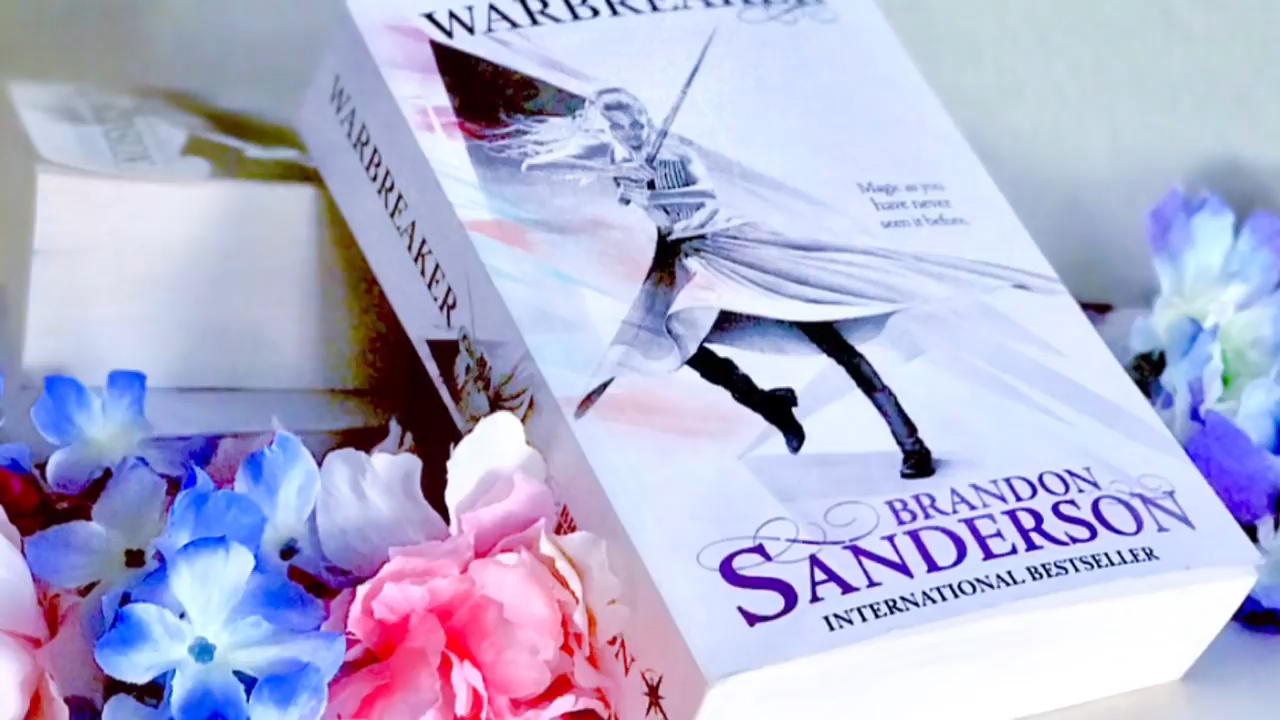 WARBREAKER
WARBREAKER
Magic as you
have never
seen it before.
BRANDON
SANDERSON
INTERNATIONAL BESTSELLER